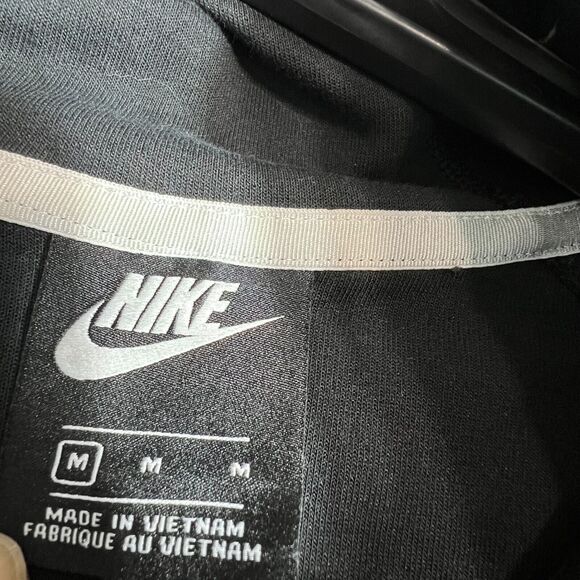 NIKE
M M M
MADE IN VIETNAM
FABRIQUE AU VIETNAM